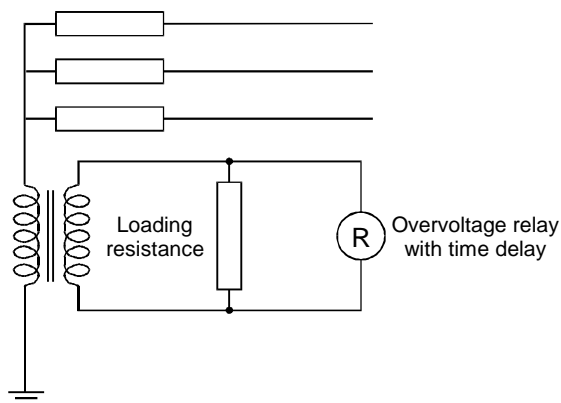 Loading
resistance
R
Overvoltage relay
with time delay